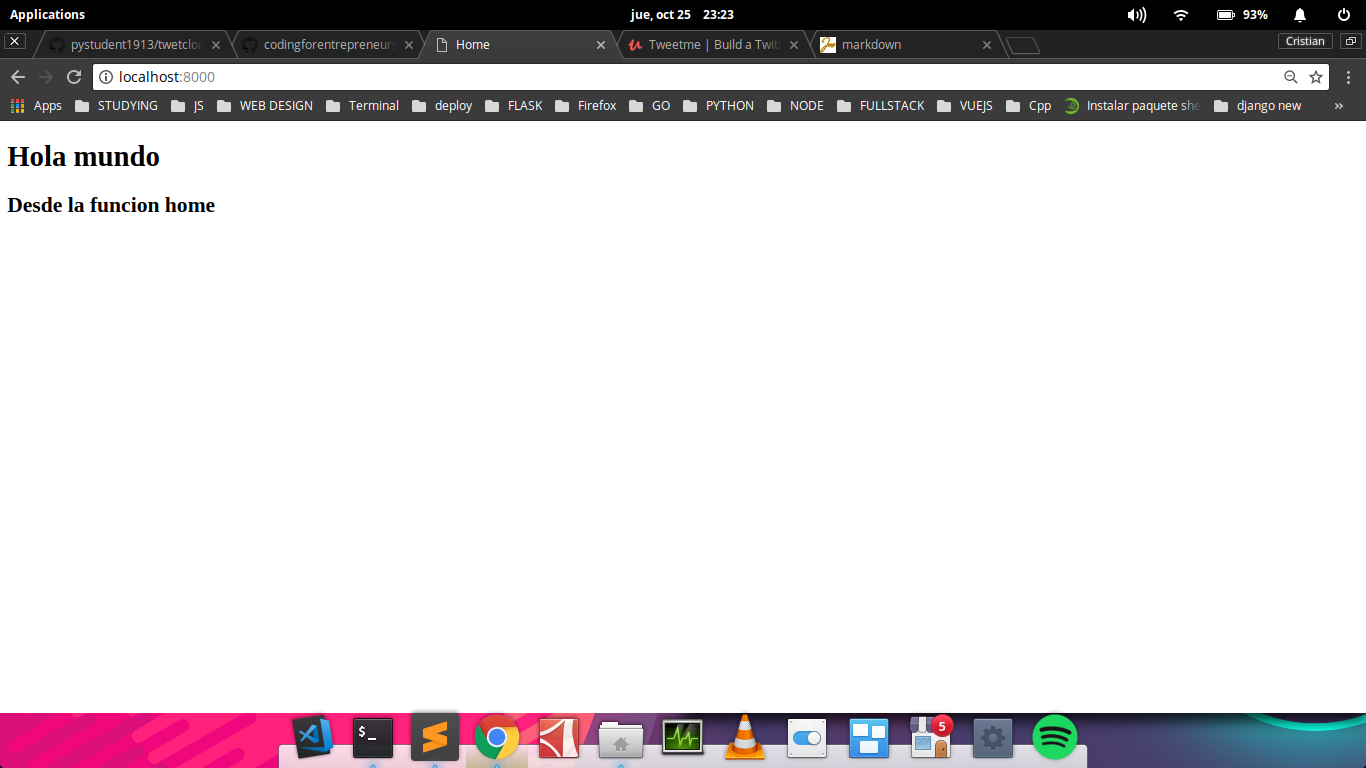 Applications jue, oct 25 23:23 93%
pystudent1913/twetclon codingforentrepreneurs Home Tweetme | Build a Twitt markdown Cristian
localhost:8000
Apps STUDYING JS WEB DESIGN Terminal deploy FLASK Firefox GO PYTHON NODE FULLSTACK VUEJS Cpp Instalar paquete she django new »
Hola mundo
Desde la funcion home
$_
5